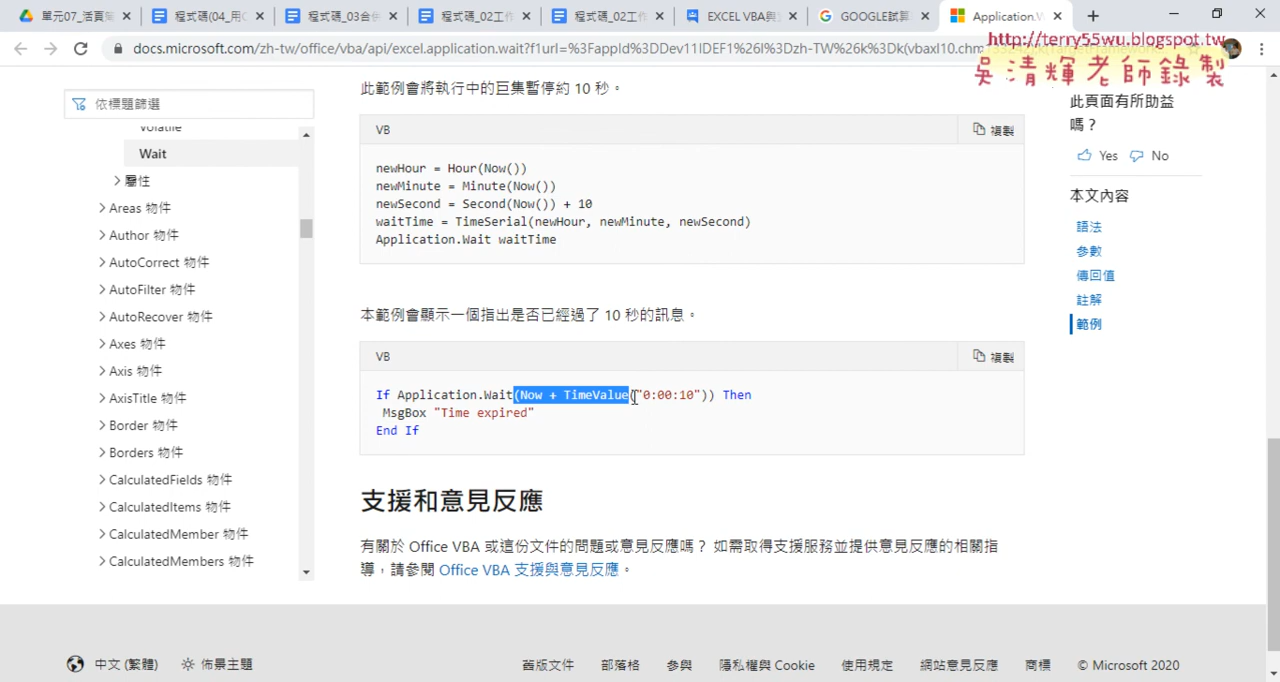 單元07_活頁
程式碼(04_用C
程式碼_03合
程式碼_02工
程式碼_02工作
EXCEL VBA與
GOOGLE試算
Application.W
docs.microsoft.com/zh-tw/office/vba/api/excel.application.wait?f1url=%3FappId%3DDev11IDEF1%26l%3Dzh-TW%26k%3Dk(vbaxl10.chm
http://terry55wu.blogspot.tw
吳清輝老師錄製
依標題篩選
Volatile
Wait
屬性
Areas 物件
Author 物件
AutoCorrect 物件
AutoFilter 物件
AutoRecover 物件
Axes 物件
Axis 物件
AxisTitle 物件
Border 物件
Borders 物件
CalculatedFields 物件
CalculatedItems 物件
CalculatedMember 物件
CalculatedMembers 物件
此範例會將執行中的巨集暫停約 10 秒。
VB
複製
newHour = Hour(Now())
newMinute = Minute(Now())
newSecond = Second(Now()) + 10
waitTime = TimeSerial(newHour, newMinute, newSecond)
Application.Wait waitTime
本範例會顯示一個指出是否已經過了 10 秒的訊息。
VB
複製
If Application.Wait(Now + TimeValue("0:00:10")) Then
MsgBox "Time expired"
End If
支援和意見反應
有關於 Office VBA 或這份文件的問題或意見反應嗎？ 如需取得支援服務並提供意見反應的相關指
導，請參閱 Office VBA 支援與意見反應。
此頁面有所助益
嗎？
Yes
No
本文內容
語法
參數
傳回值
註解
範例
中文 (繁體)
佈景主題
舊版文件
部落格
參與
隱私權與 Cookie
使用規定
網站意見反應
商標
© Microsoft 2020